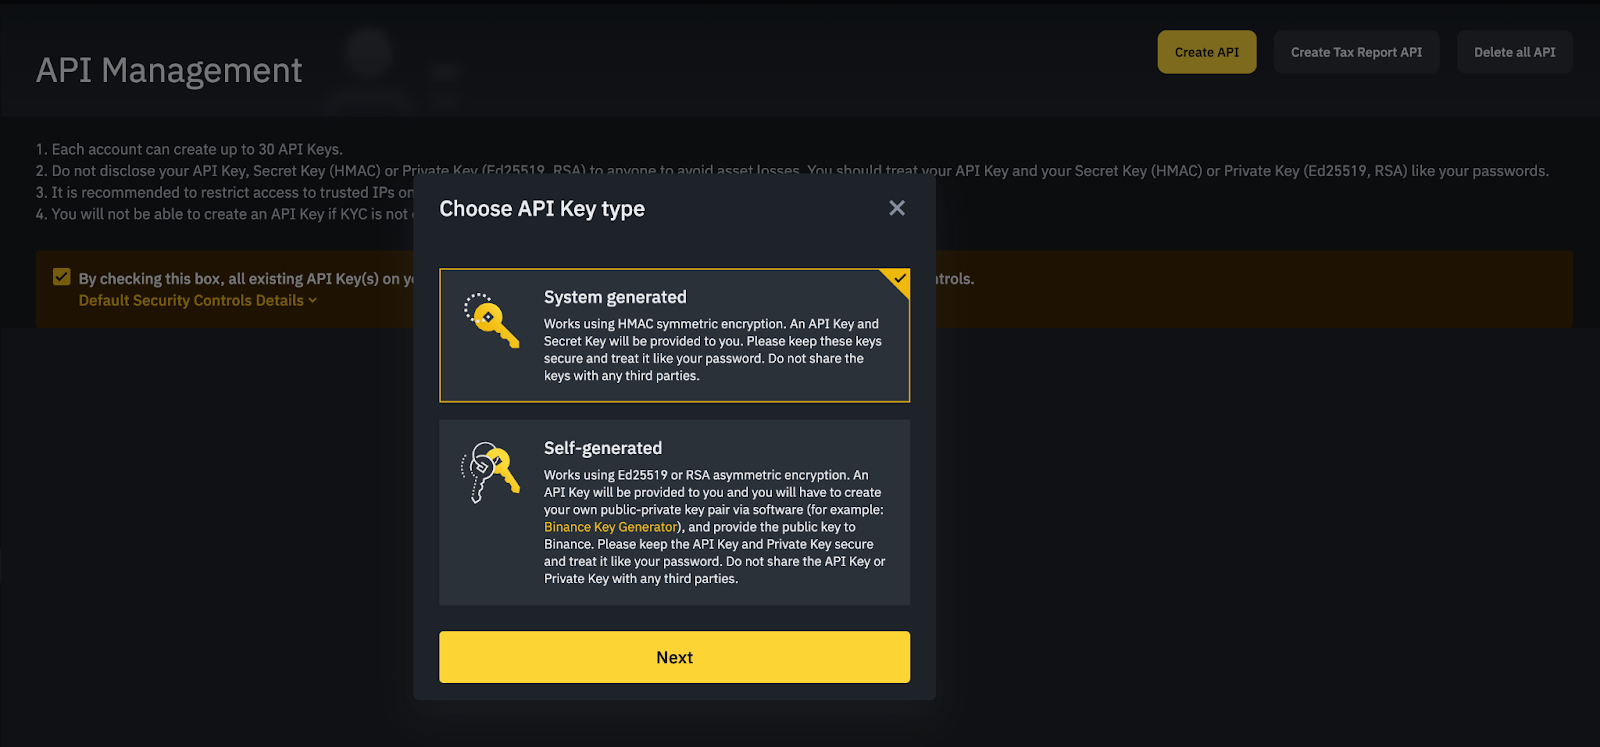 API Management
Create API
Create Tax Report API
Delete all API
1. Each account can create up to 30 API Keys.
2. Do not disclose your API Key, Secret Key (HMAC) or Private Key (Ed25519, RSA) to anyone to avoid asset losses. You should treat your API Key and your Secret Key (HMAC) or Private Key (Ed25519, RSA) like your passwords.
3. It is recommended to restrict access to trusted IPs
4. You will not be able to create an API Key if KYC is not
By checking this box, all existing API Key(s) on
Default Security Controls Details
Choose API Key type
System generated
Works using HMAC symmetric encryption. An API Key and
Secret Key will be provided to you. Please keep these keys
secure and treat it like your password. Do not share the
keys with any third parties.
Self-generated
Works using Ed25519 or RSA asymmetric encryption. An
API Key will be provided to you and you will have to create
your own public-private key pair via software (for example:
Binance Key Generator), and provide the public key to
Binance. Please keep the API Key and Private Key secure
and treat it like your password. Do not share the API Key or
Private Key with any third parties.
Next